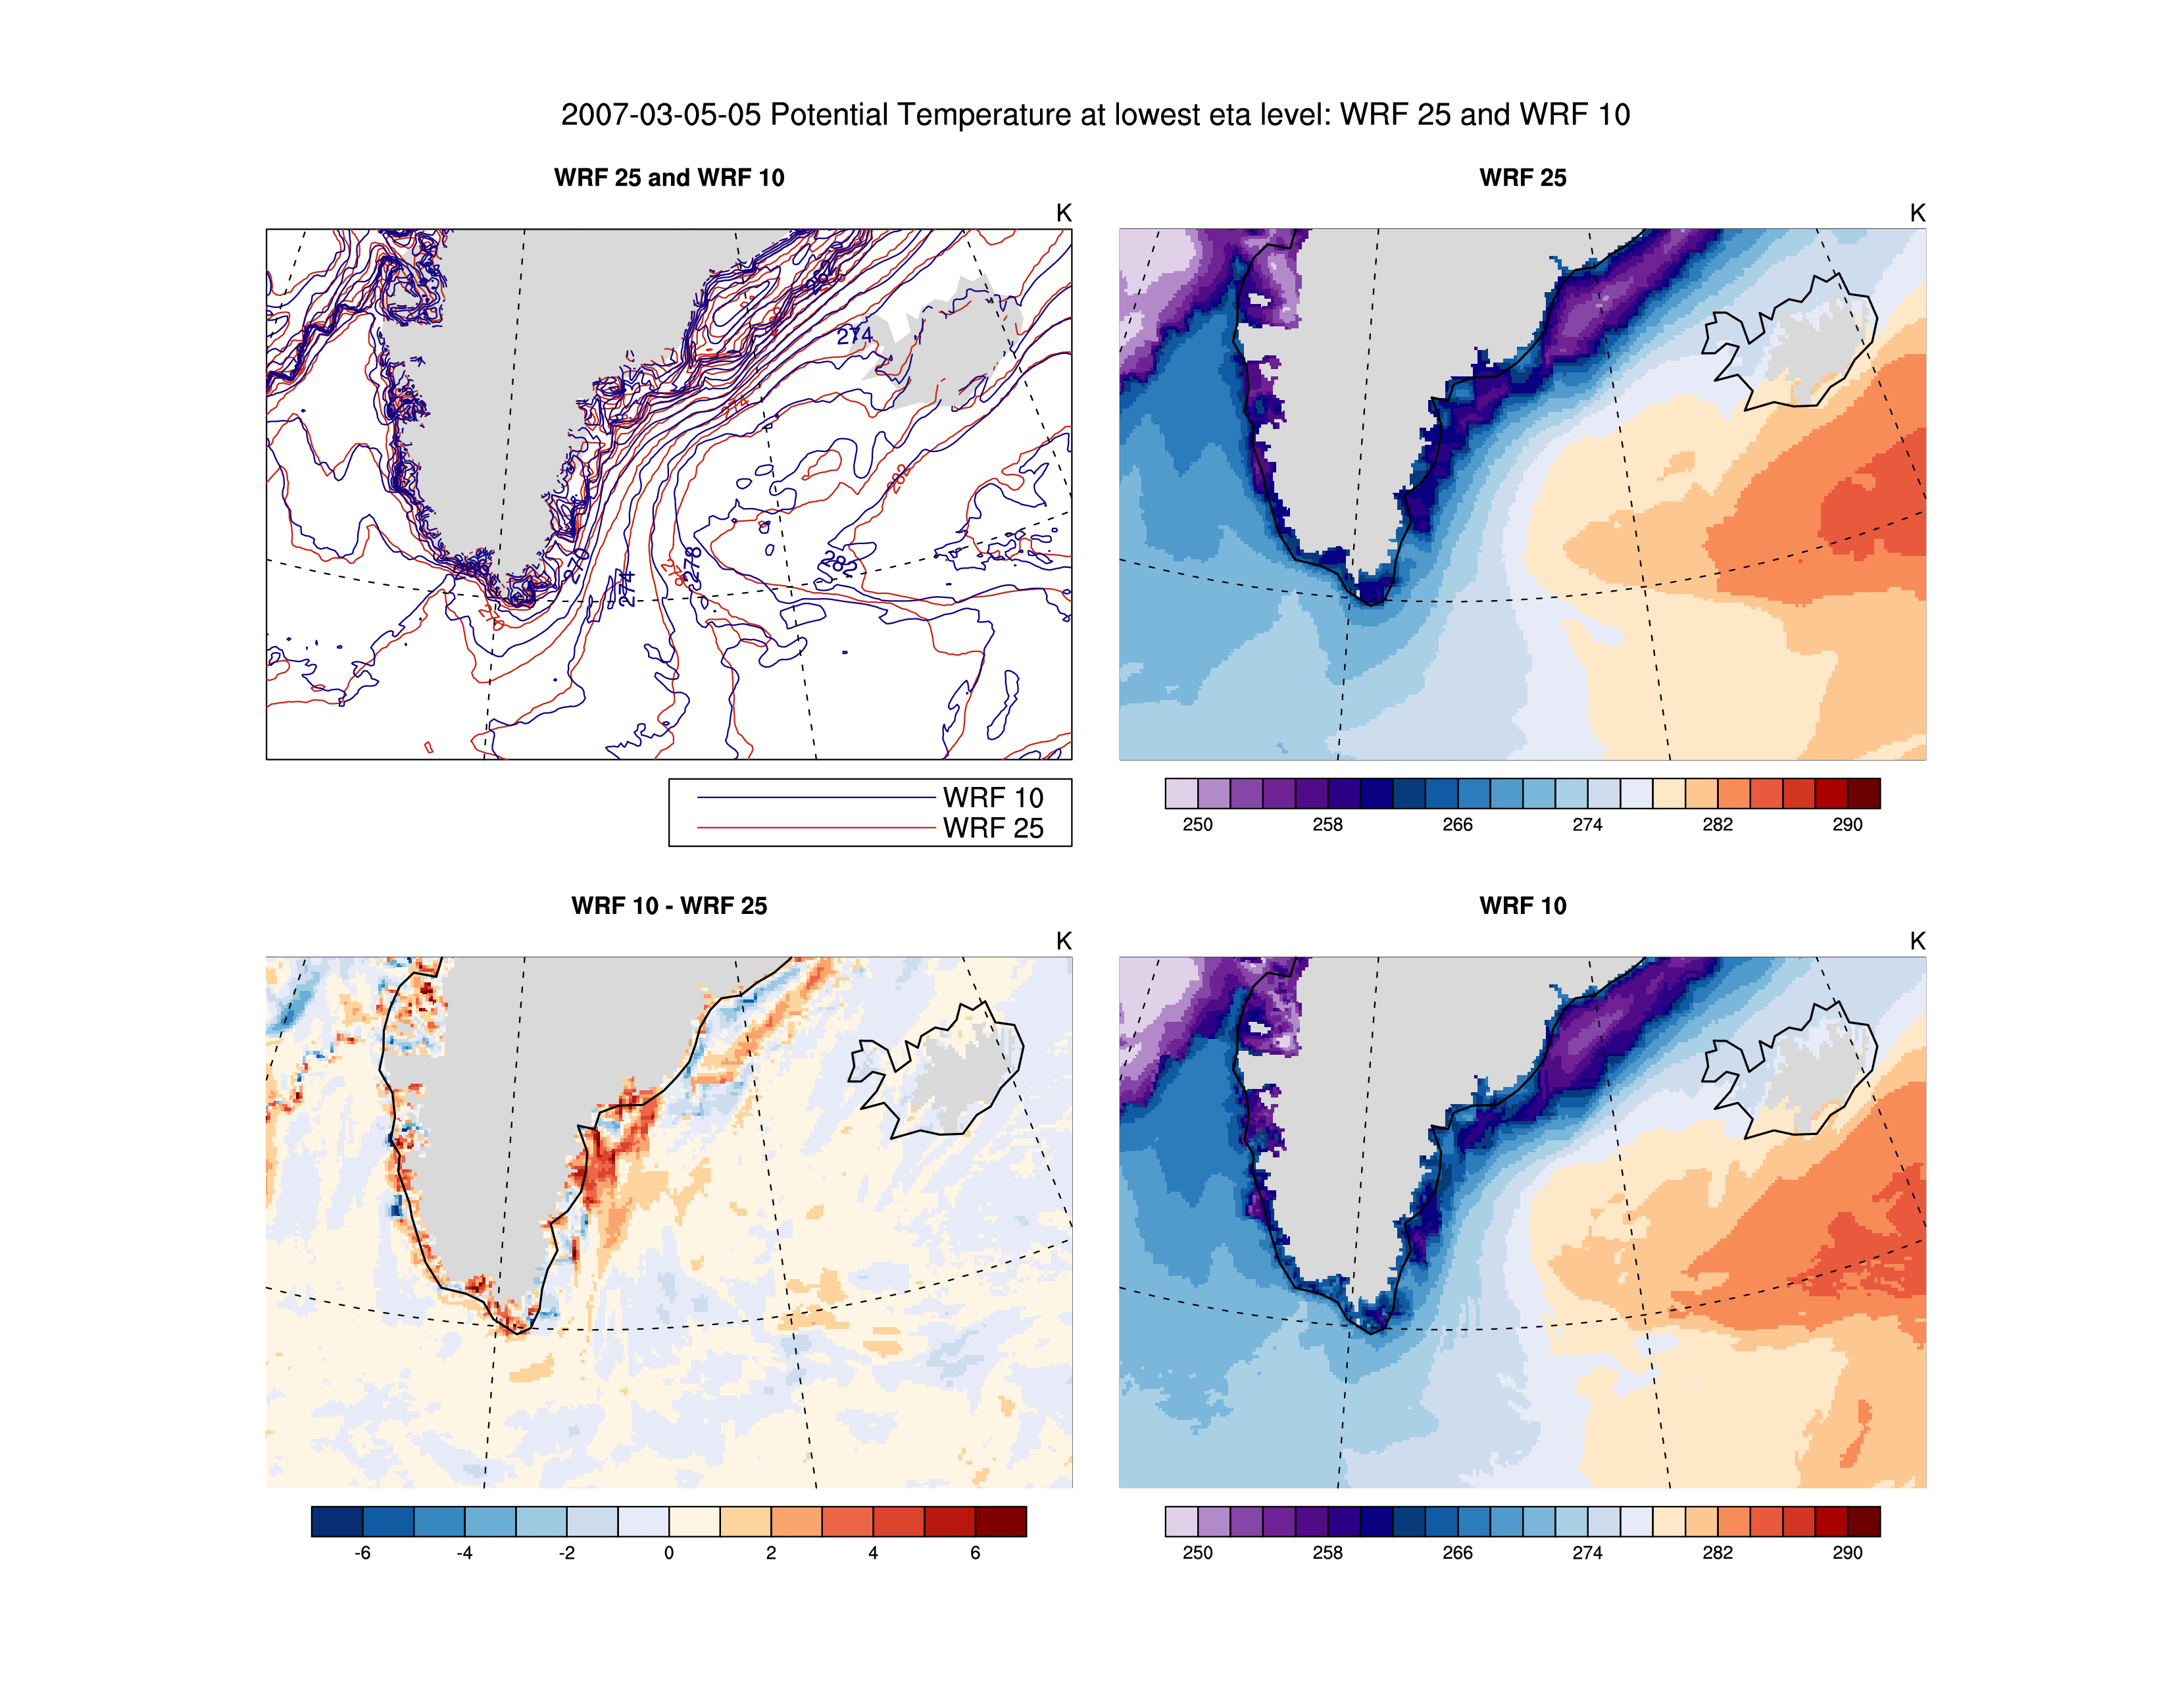 2007-03-05-05 Potential Temperature at lowest eta level: WRF 25 and WRF 10
WRF 25 and WRF 10
K
274
274
282
270
274
278
278
282
270
WRF 10
WRF 25
WRF 25
K
250 258 266 274 282 290
WRF 10 - WRF 25
K
-6 -4 -2 0 2 4 6
WRF 10
K
250 258 266 274 282 290